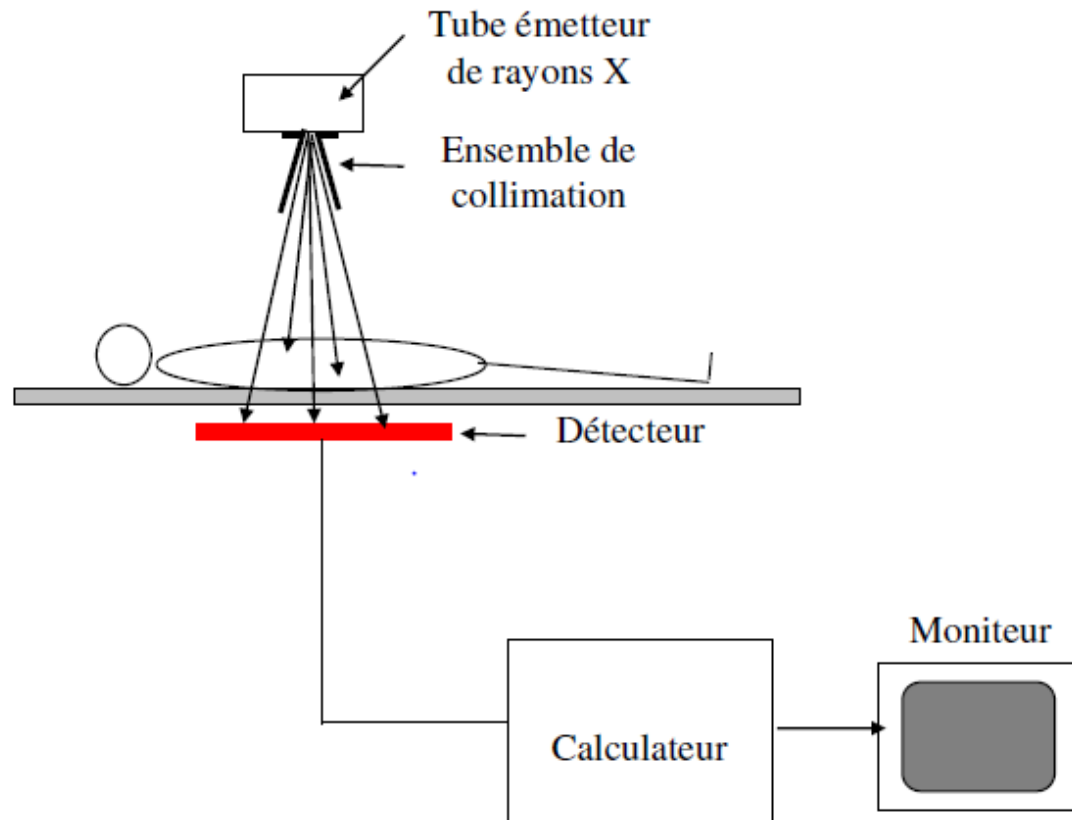 Tube émetteur
de rayons X
Ensemble de
collimation
Détecteur
Moniteur
Calculateur